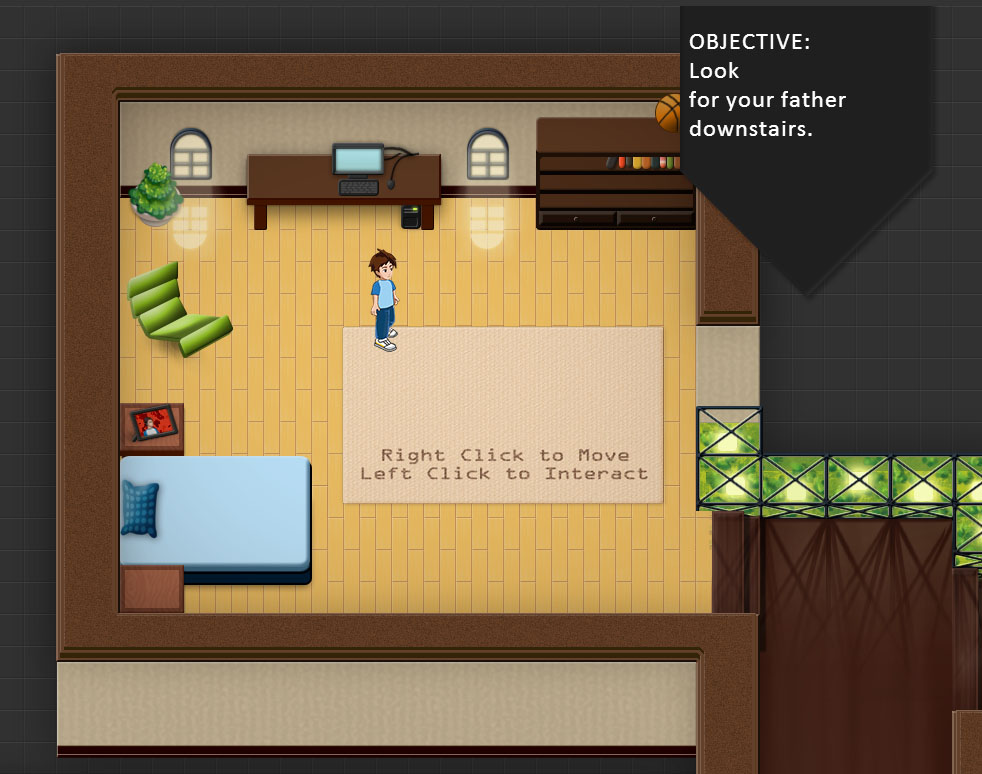 OBJECTIVE:
Look
for your father
downstairs.
Right Click to Move
Left Click to Interact